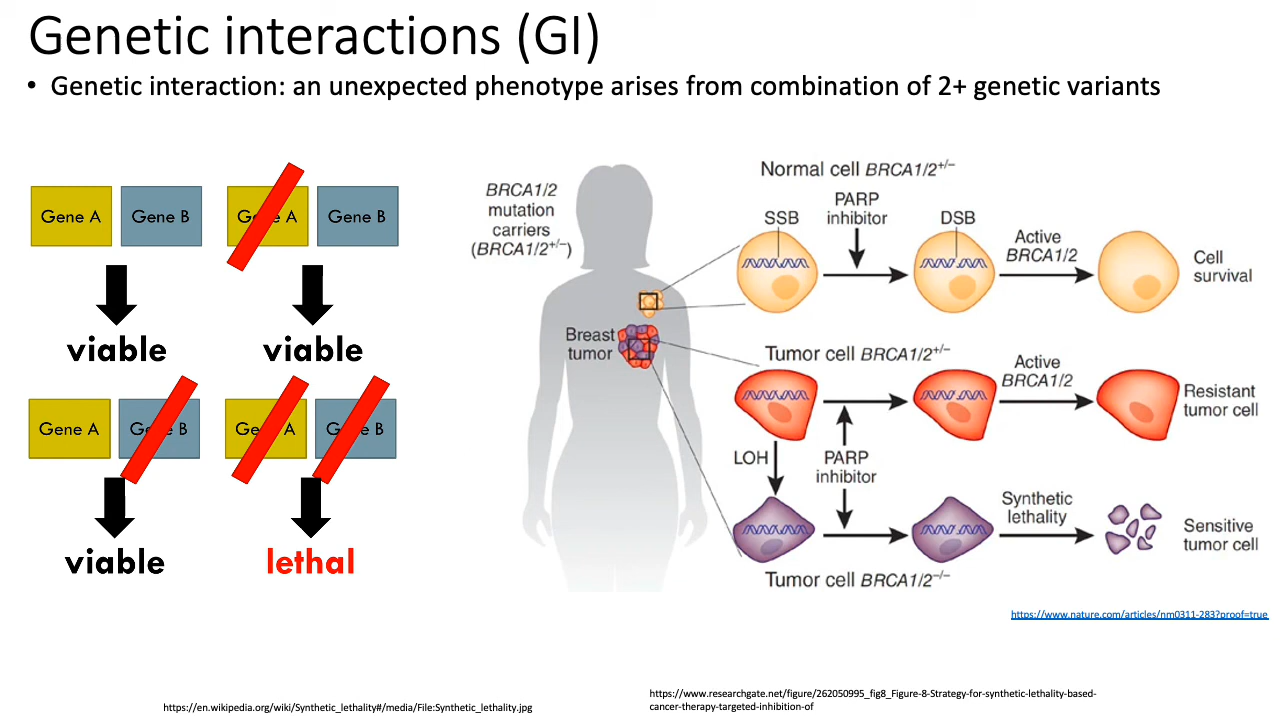 Genetic interactions (GI)
• Genetic interaction: an unexpected phenotype arises from combination of 2+ genetic variants
Gene A
Gene B
viable
G e A
Gene B
viable
Gene A
G e B
viable
G e A
G e B
lethal
BRCA1/2
mutation
carriers
(BRCA1/2+/–)
Breast
tumor
Normal cell BRCA1/2+/–
SSB
PARP
inhibitor
DSB
Active
BRCA1/2
Cell
survival
Tumor cell BRCA1/2+/–
Active
BRCA1/2
Resistant
tumor cell
LOH
PARP
inhibitor
Synthetic
lethality
Sensitive
tumor cell
Tumor cell BRCA1/2–/–
https://www.nature.com/articles/nm0311-283?proof=true
https://en.wikipedia.org/wiki/Synthetic_lethality#/media/File:Synthetic_lethality.jpg
https://www.researchgate.net/figure/262050995_fig8_Figure-8-Strategy-for-synthetic-lethality-based-
cancer-therapy-targeted-inhibition-of